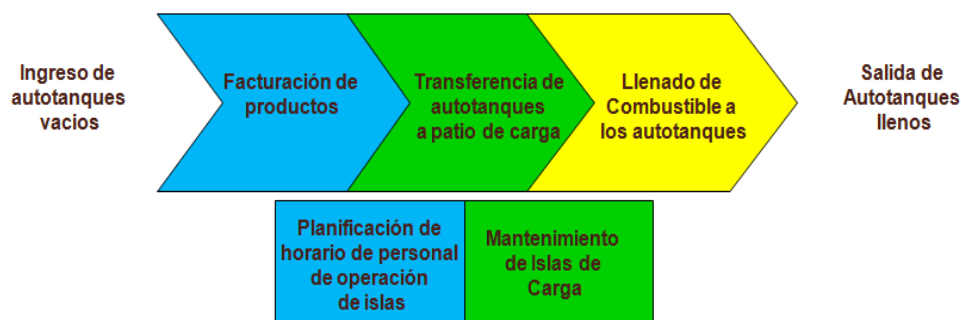 Ingreso de
autotanques
vacios
Facturación de
productos
Transferencia de
autotanques
a patio de carga
Llenado de
Combustible a
los autotanques
Salida de
Autotanques
llenos
Planificación de
horario de personal
de operación
de islas
Mantenimiento
de Islas de
Carga